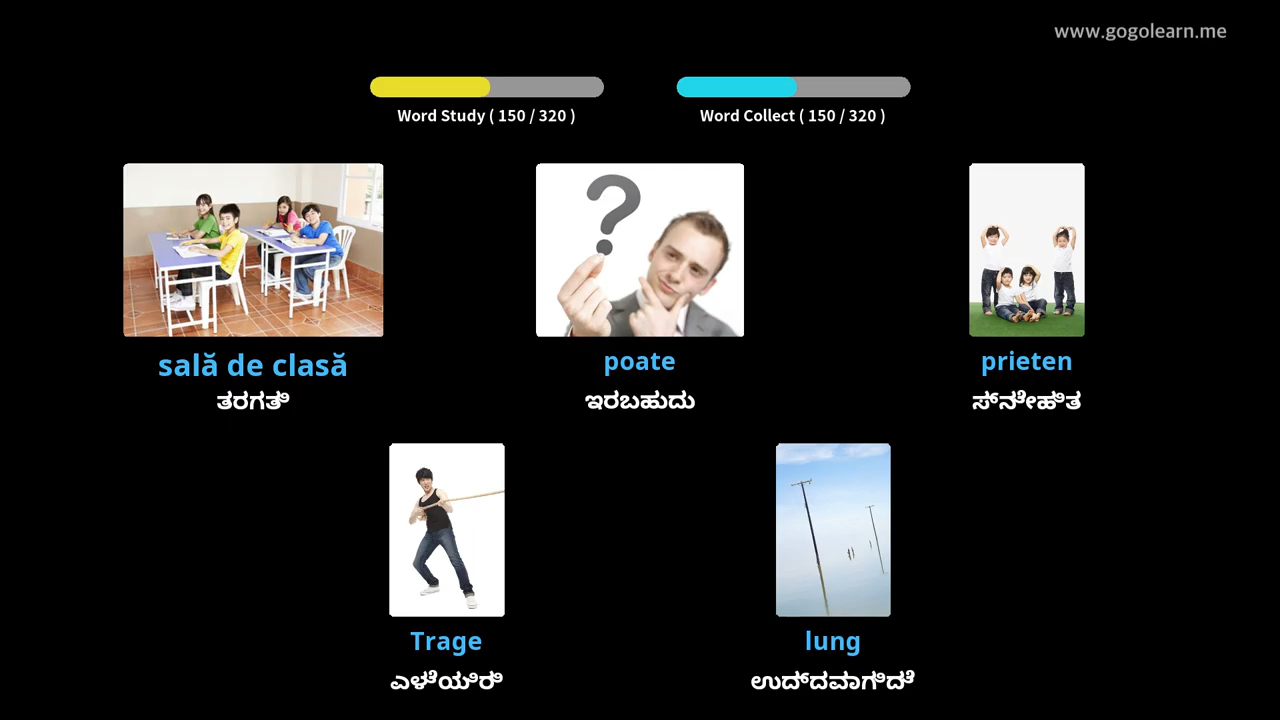 www.gogolearn.me
Word Study ( 150 / 320 )
Word Collect ( 150 / 320 )
sală de clasă
ತರಗತಿ
poate
ಇರಬಹುದು
prieten
ಸ್ನೇಹಿತ
Trage
ಎಳೆಯಿರಿ
lung
ಉದ್ದವಾಗಿದೆ